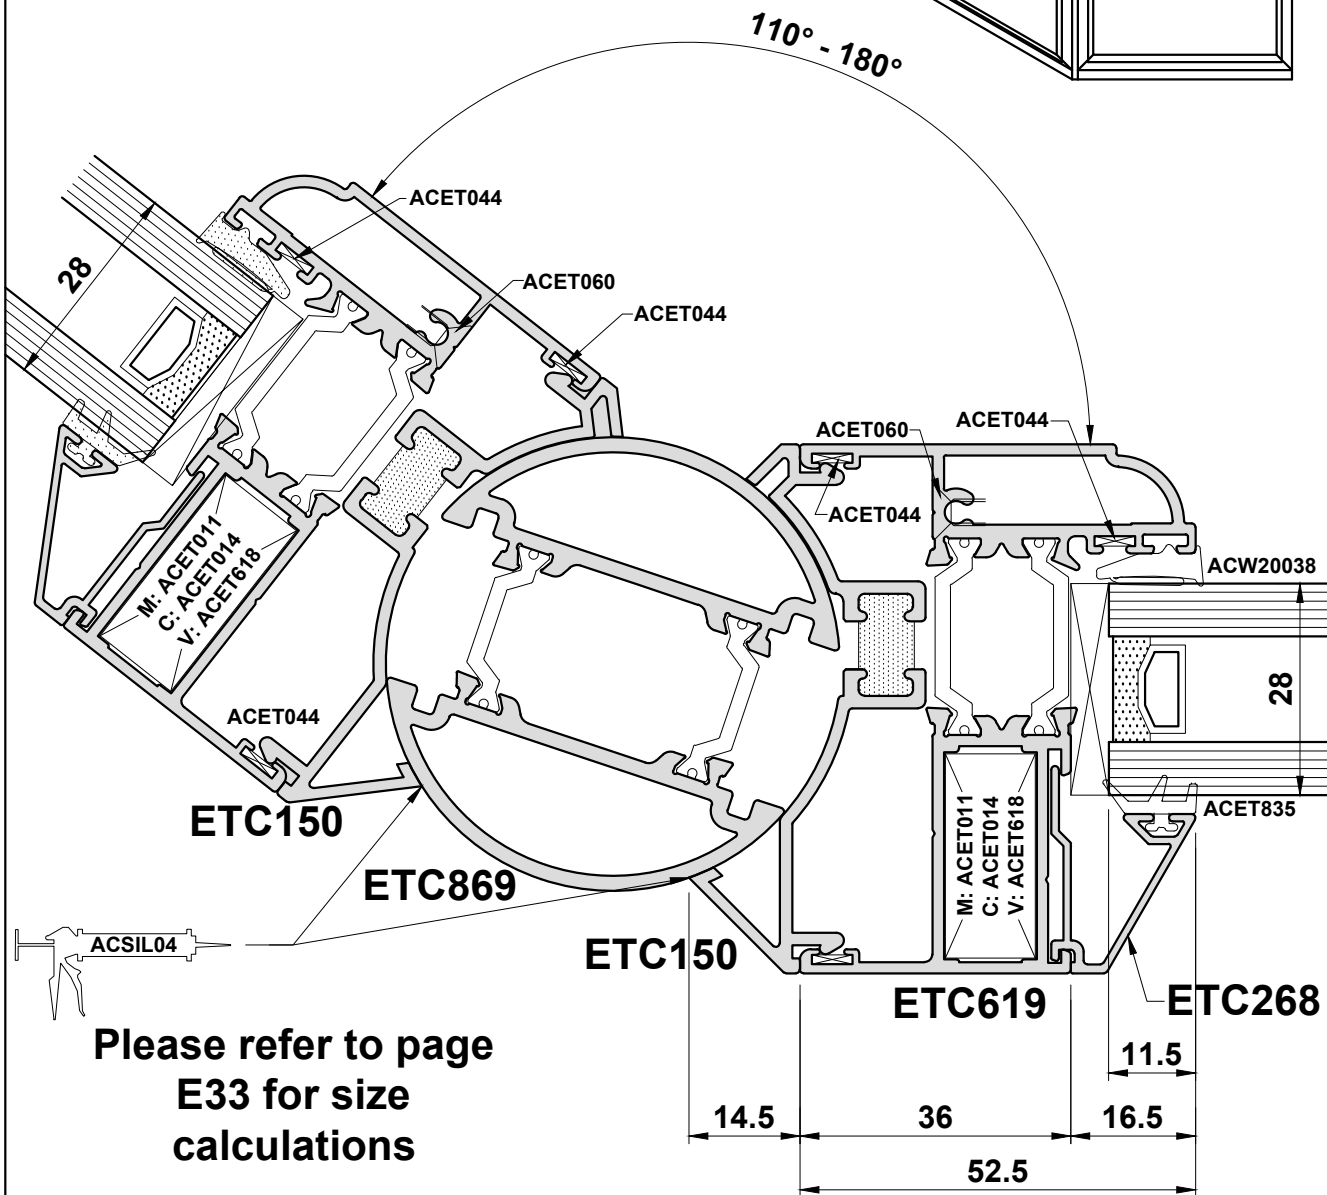 110° - 180°
ACET044
28
ACET060
ACET044
ACET060
ACET044
ACET044
ACW20038
M: ACET011
C: ACET014
V: ACET618
28
ACET044
ETC150
ACET835
M: ACET011
C: ACET014
V: ACET618
ETC869
ACSIL04
ETC150
ETC619
ETC268
Please refer to page
E33 for size
calculations
11.5
14.5
36
16.5
52.5